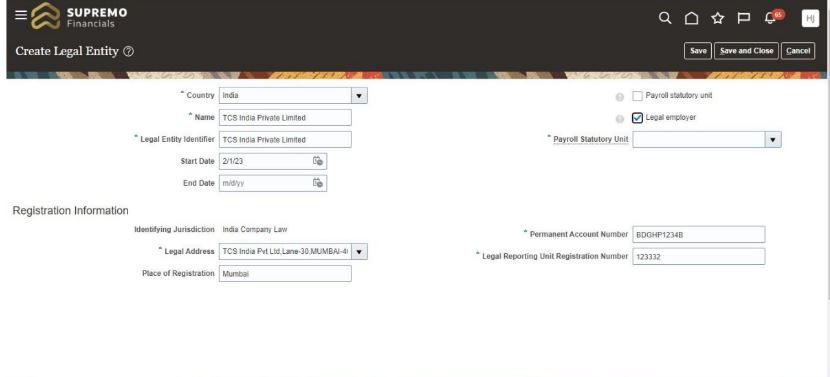 SUPREMO
Financials
65
HJ
Create Legal Entity ?
Save Save and Close Cancel
* Country India
? Payroll statutory unit
* Name TCS India Private Limited
? Legal employer
* Legal Entity Identifier TCS India Private Limited
* Payroll Statutory Unit
Start Date 2/1/23
End Date m/d/yy
Registration Information
Identifying Jurisdiction India Company Law
* Permanent Account Number BDGHP1234B
* Legal Address TCS India Pvt Ltd,Lane-30,MUMBAI-4
* Legal Reporting Unit Registration Number 123332
Place of Registration Mumbai